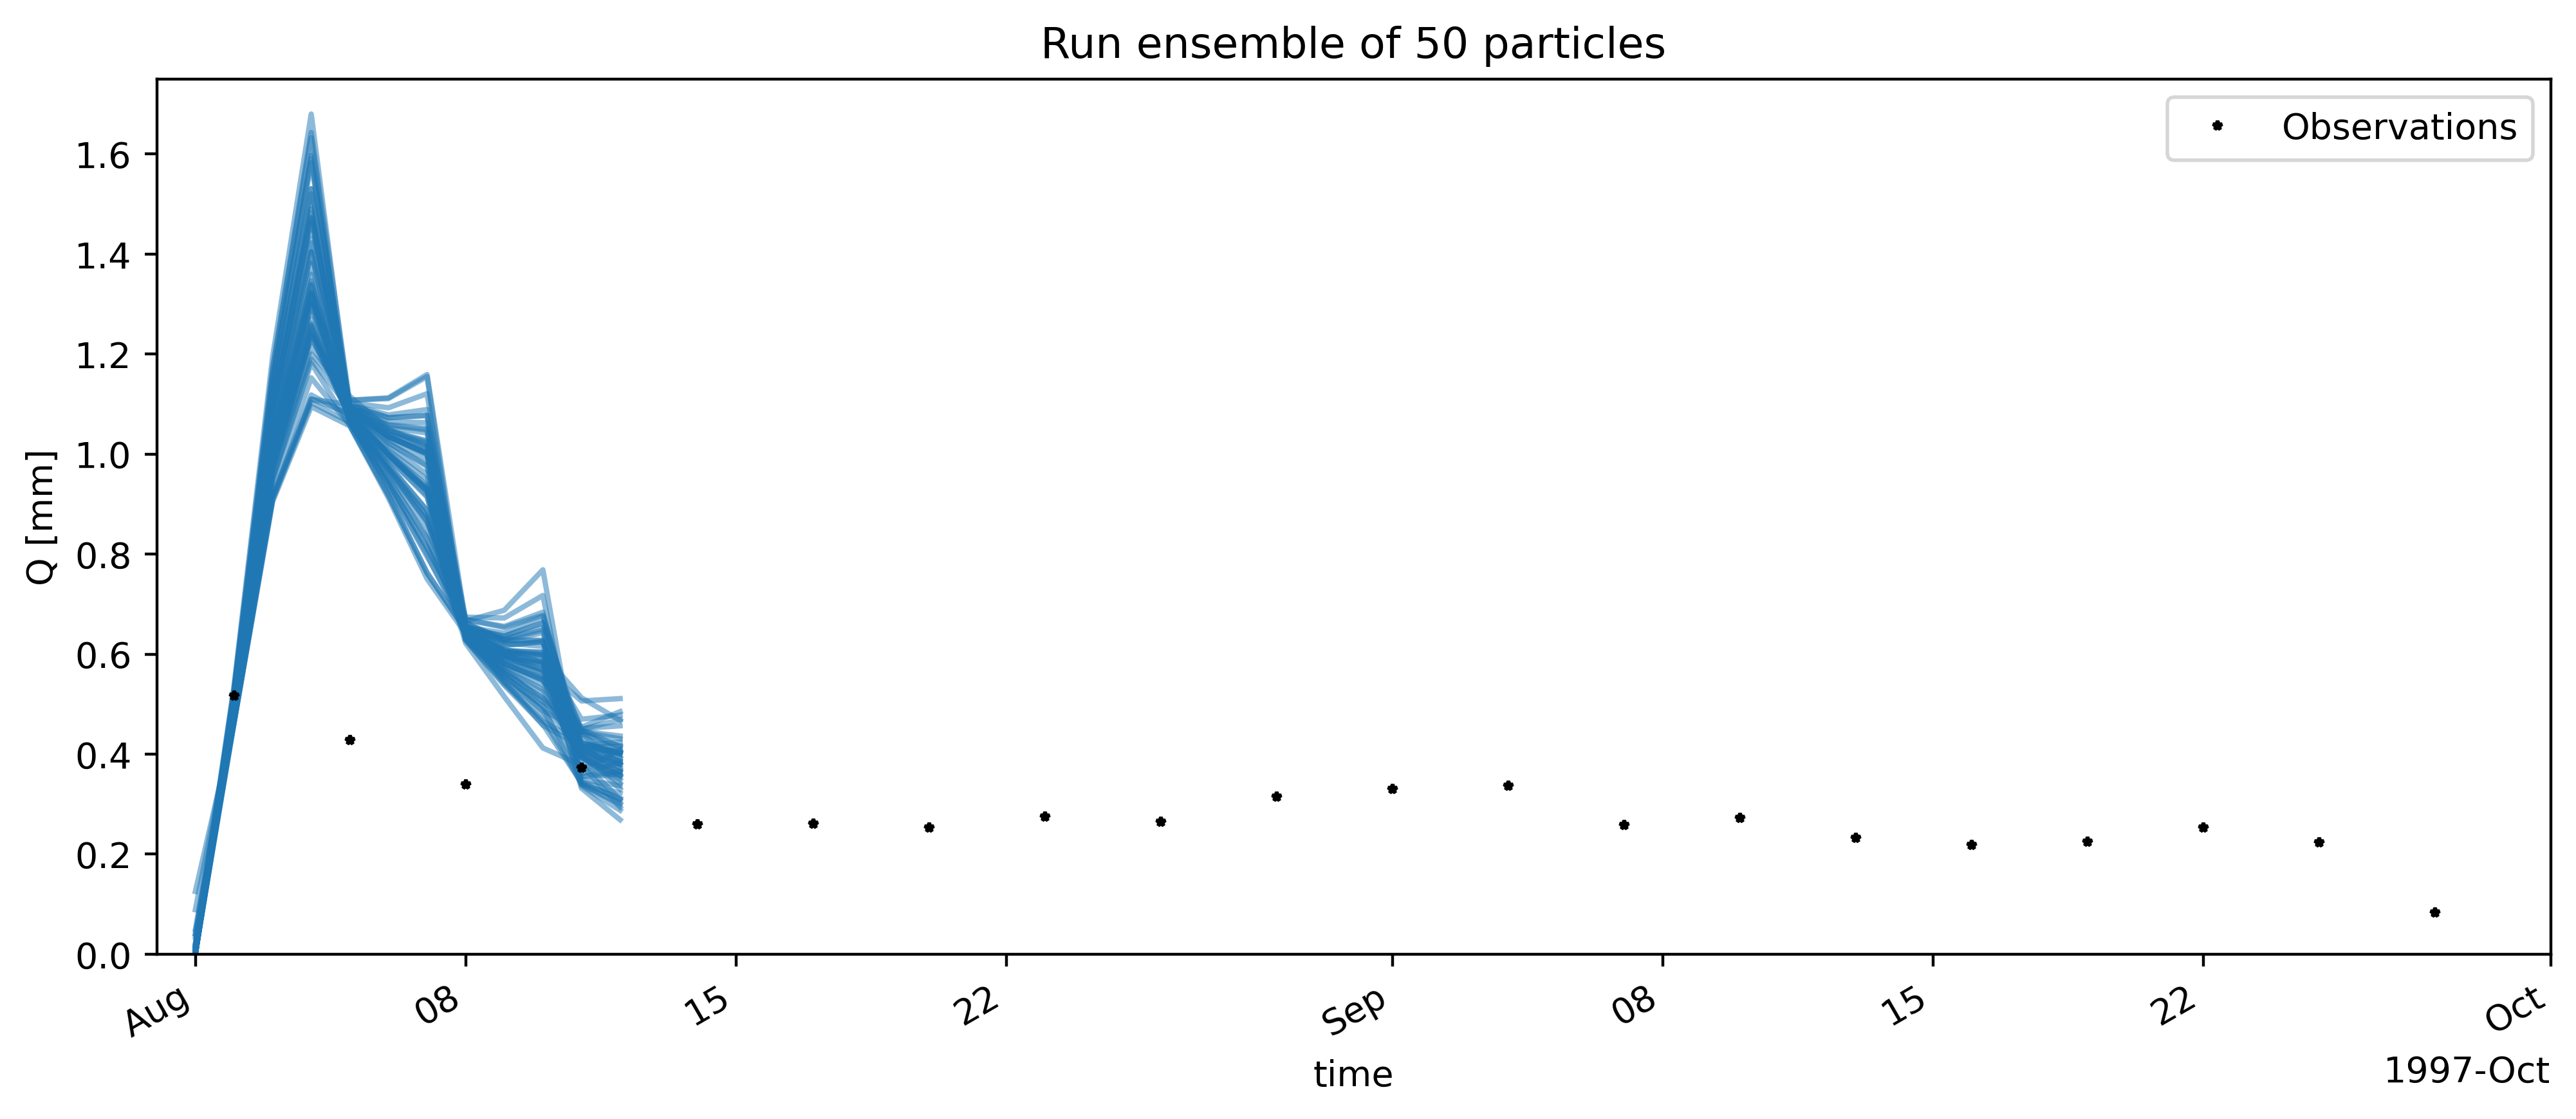 Run ensemble of 50 particles
Observations
1.6
1.4
1.2
1.0
0.8
0.6
0.4
0.2
0.0
Q [mm]
Aug 08 15 22 Sep 08 15 22 Oct
time
1997-Oct